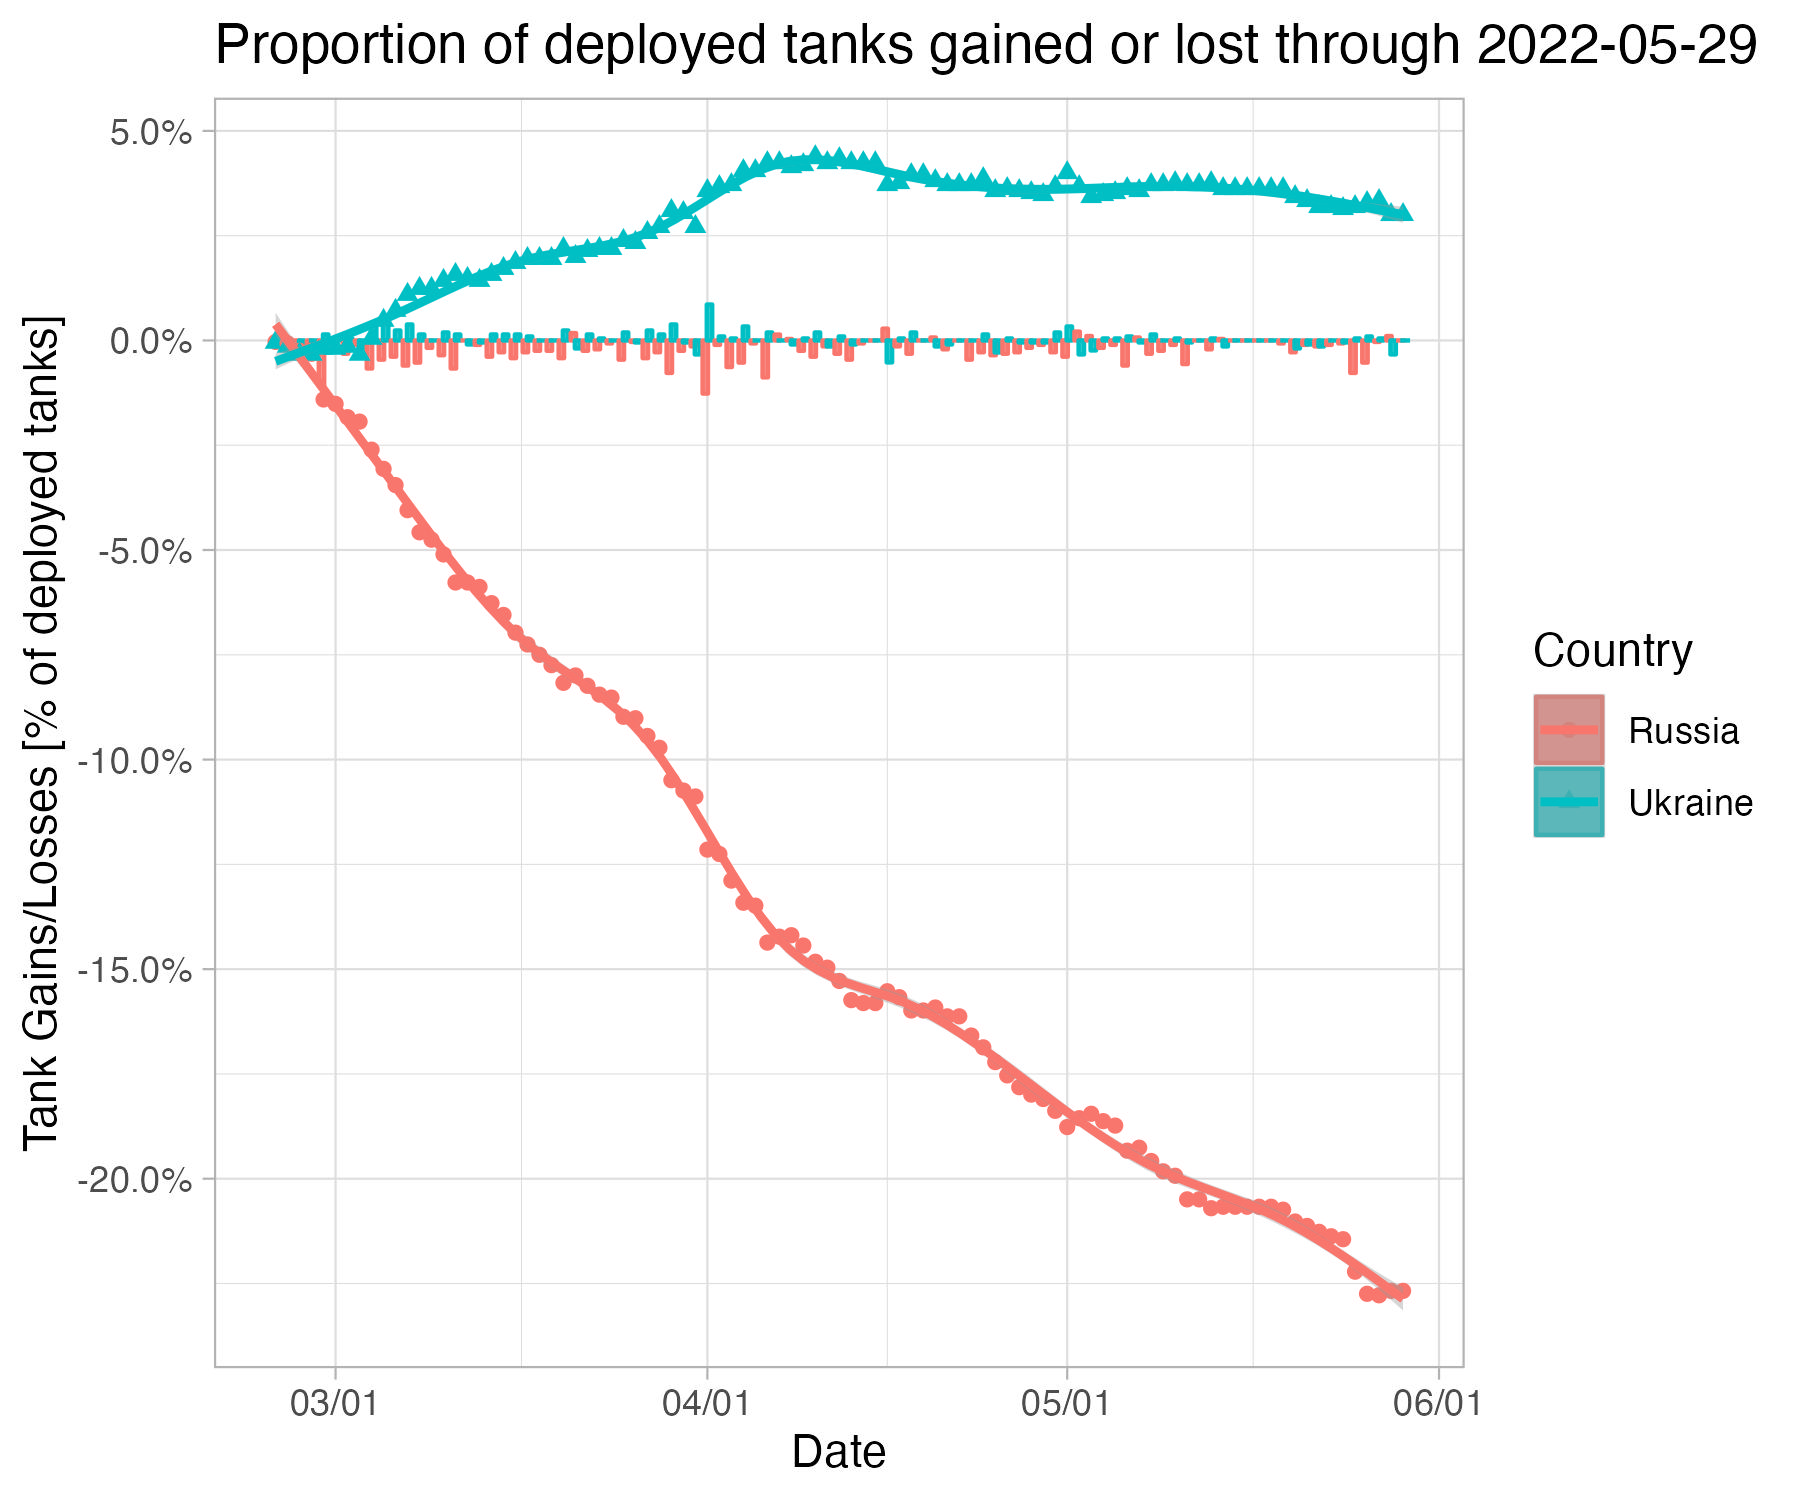 Proportion of deployed tanks gained or lost through 2022-05-29
Tank Gains/Losses [% of deployed tanks]
5.0%
0.0%
-5.0%
-10.0%
-15.0%
-20.0%
03/01
04/01
05/01
06/01
Date
Country
Russia
Ukraine